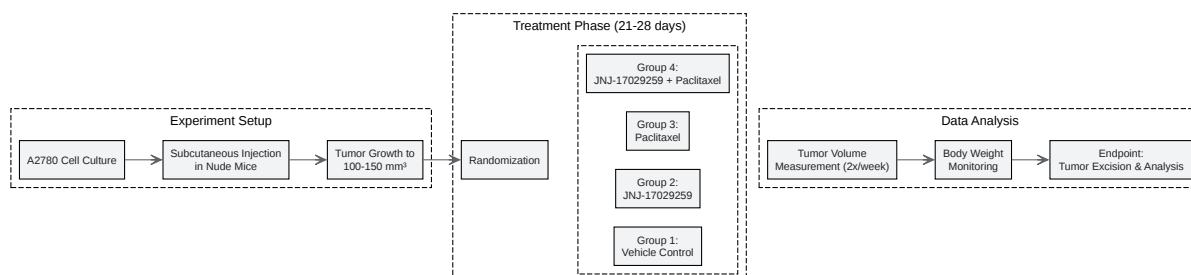 Experiment Setup
A2780 Cell Culture
Subcutaneous Injection
in Nude Mice
Tumor Growth to
100-150 mm³
Treatment Phase (21-28 days)
Randomization
Group 4:
JNJ-17029259 + Paclitaxel
Group 3:
Paclitaxel
Group 2:
JNJ-17029259
Group 1:
Vehicle Control
Data Analysis
Tumor Volume
Measurement (2x/week)
Body Weight
Monitoring
Endpoint:
Tumor Excision & Analysis